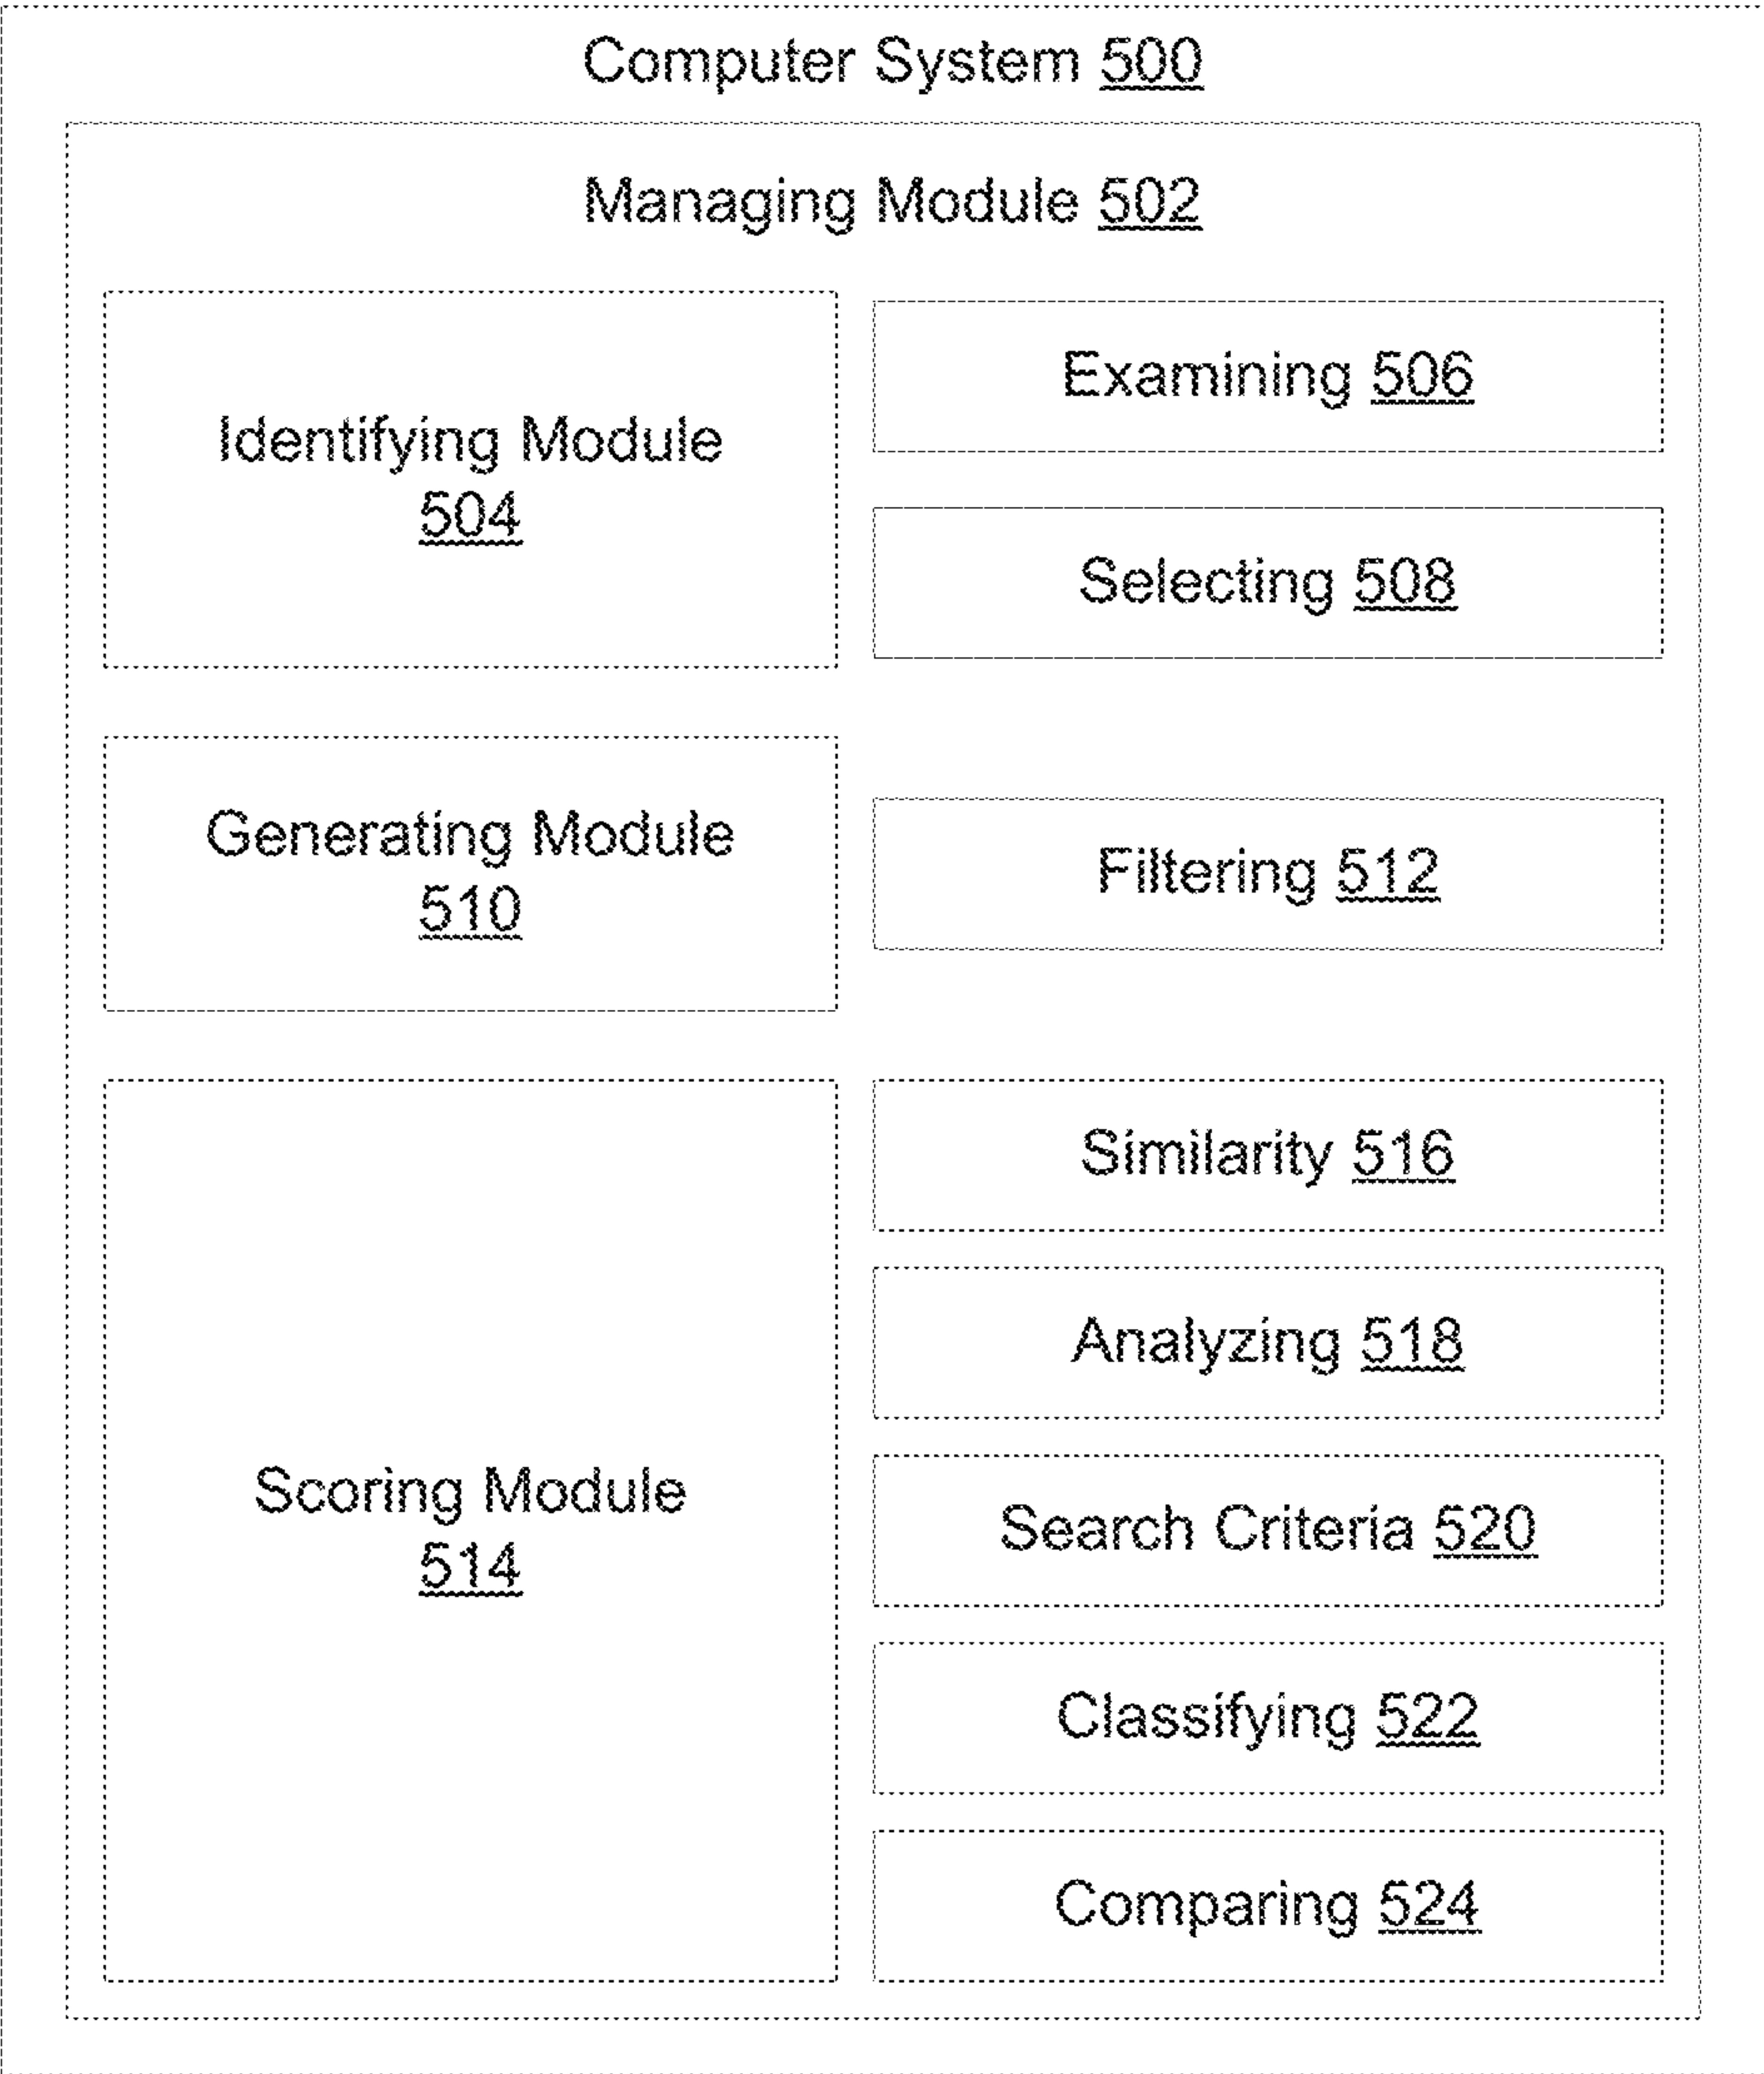 Computer System 500
Managing Module 502
Identifying Module
504
Examining 506
Selecting 508
Generating Module
510
Filtering 512
Scoring Module
514
Similarity 516
Analyzing 518
Search Criteria 520
Classifying 522
Comparing 524